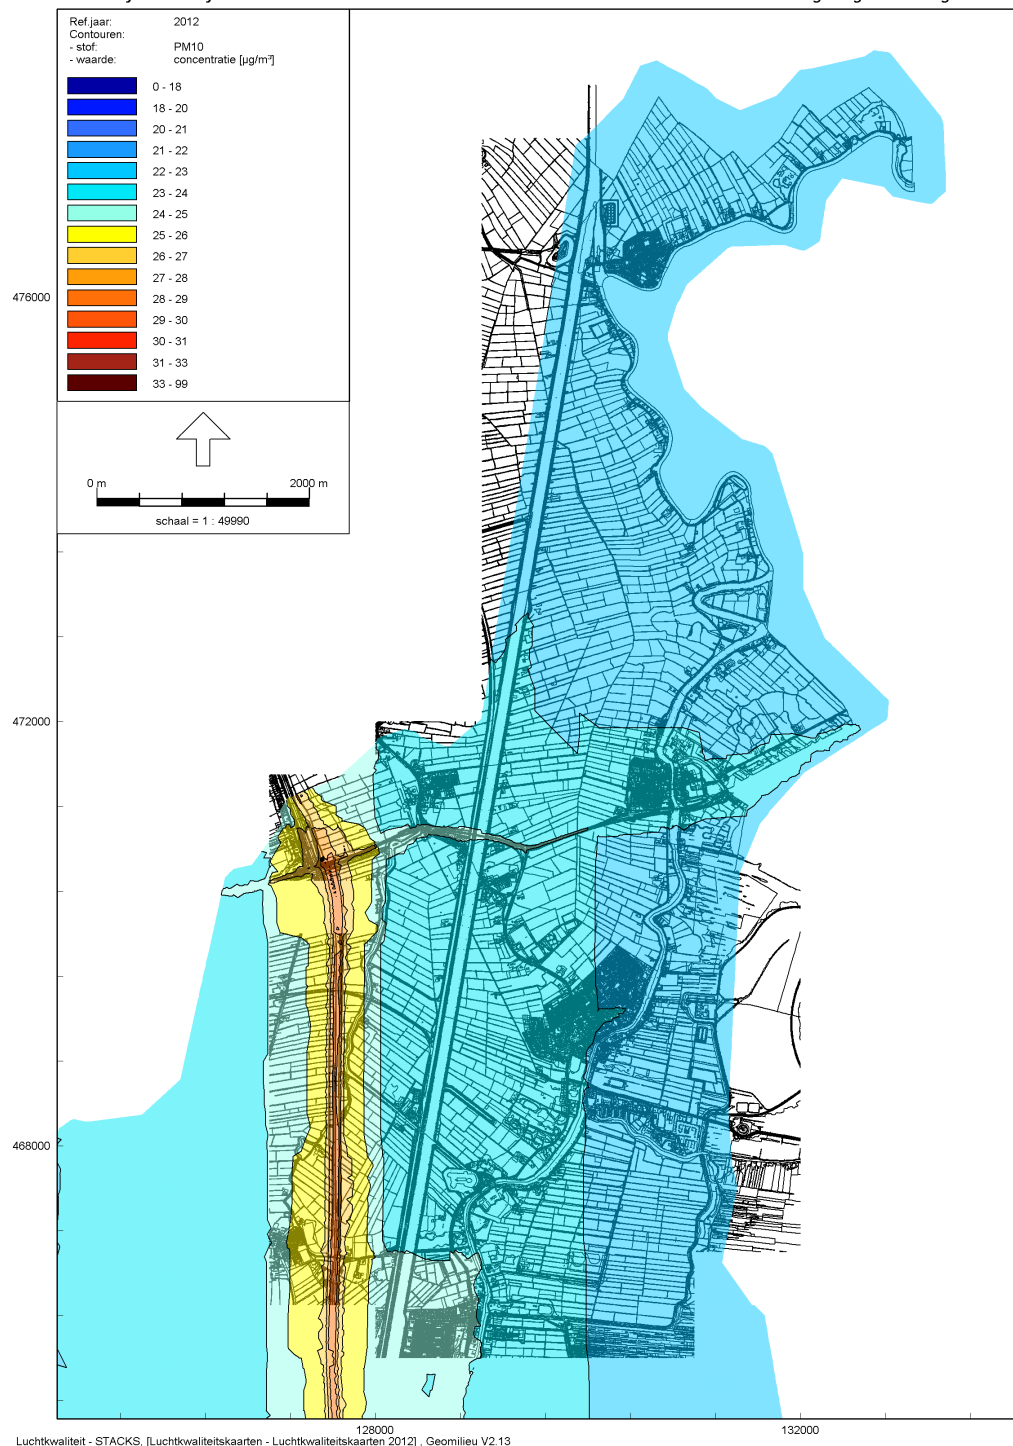 Ref.jaar: 2012
Contouren:
- stof: PM10
- waarde: concentratie [µg/m³]
0 - 18
18 - 20
20 - 21
21 - 22
22 - 23
23 - 24
24 - 25
25 - 26
26 - 27
27 - 28
28 - 29
29 - 30
30 - 31
31 - 33
33 - 99
0 m 2000 m
schaal = 1 : 49990
476000
472000
468000
128000 132000
Luchtkwaliteit - STACKS, [Luchtkwaliteitskaarten - Luchtkwaliteitskaarten 2012] , Geomilieu V2.13